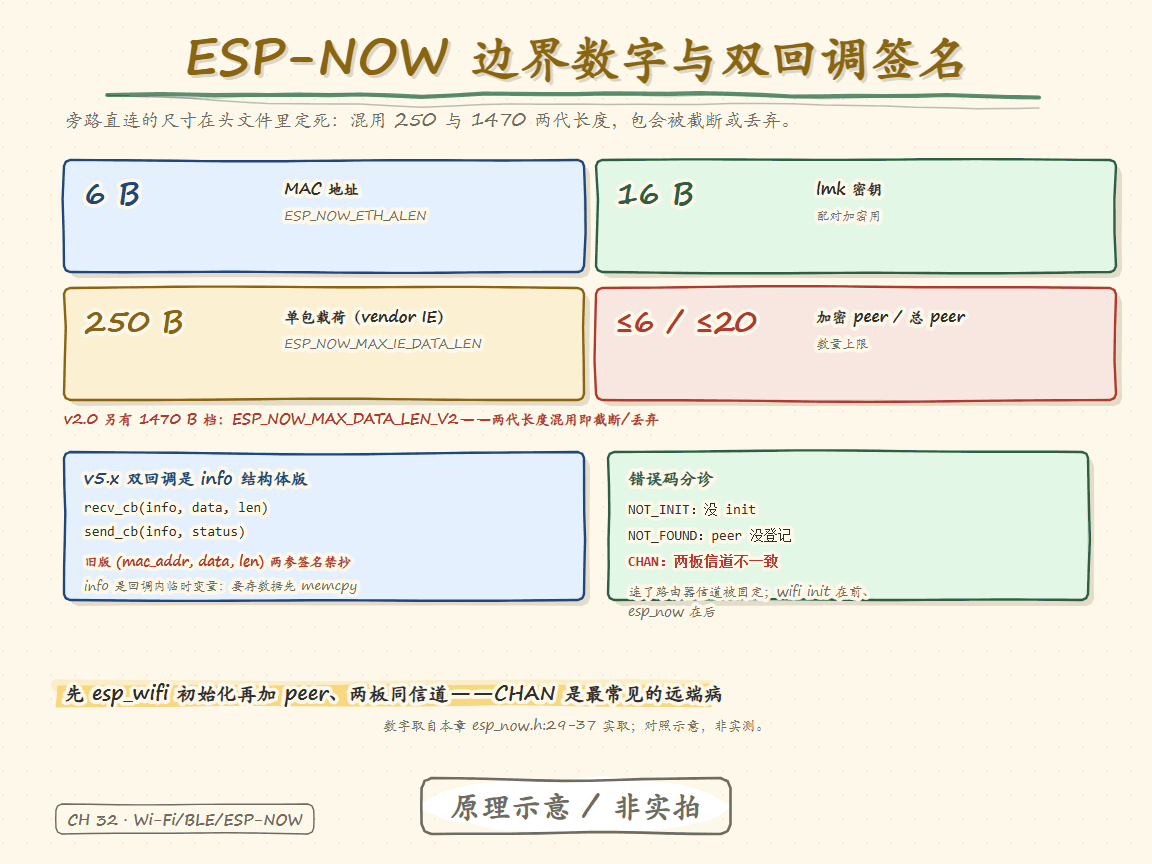 ESP-NOW 边界数字与双回调签名
旁路直连的尺寸在头文件里定死：混用 250 与 1470 两代长度，包会被截断或丢弃。
6 B
MAC 地址
ESP_NOW_ETH_ALEN
16 B
lmk 密钥
配对加密用
250 B
单包载荷（vendor IE）
ESP_NOW_MAX_IE_DATA_LEN
≤6 / ≤20
加密 peer / 总 peer
数量上限
v2.0 另有 1470 B 档：ESP_NOW_MAX_DATA_LEN_V2——两代长度混用即截断/丢弃
v5.x 双回调是 info 结构体版
recv_cb(info, data, len)
send_cb(info, status)
旧版 (mac_addr, data, len) 两参签名禁抄
info 是回调内临时变量：要存数据先 memcpy
错误码分诊
NOT_INIT：没 init
NOT_FOUND：peer 没登记
CHAN：两板信道不一致
连了路由器信道被固定；wifi init 在前、
esp_now 在后
先 esp_wifi 初始化再加 peer、两板同信道——CHAN 是最常见的远端病
数字取自本章 esp_now.h:29-37 实取；对照示意，非实测。
原理示意 / 非实拍
CH 32 · Wi-Fi/BLE/ESP-NOW